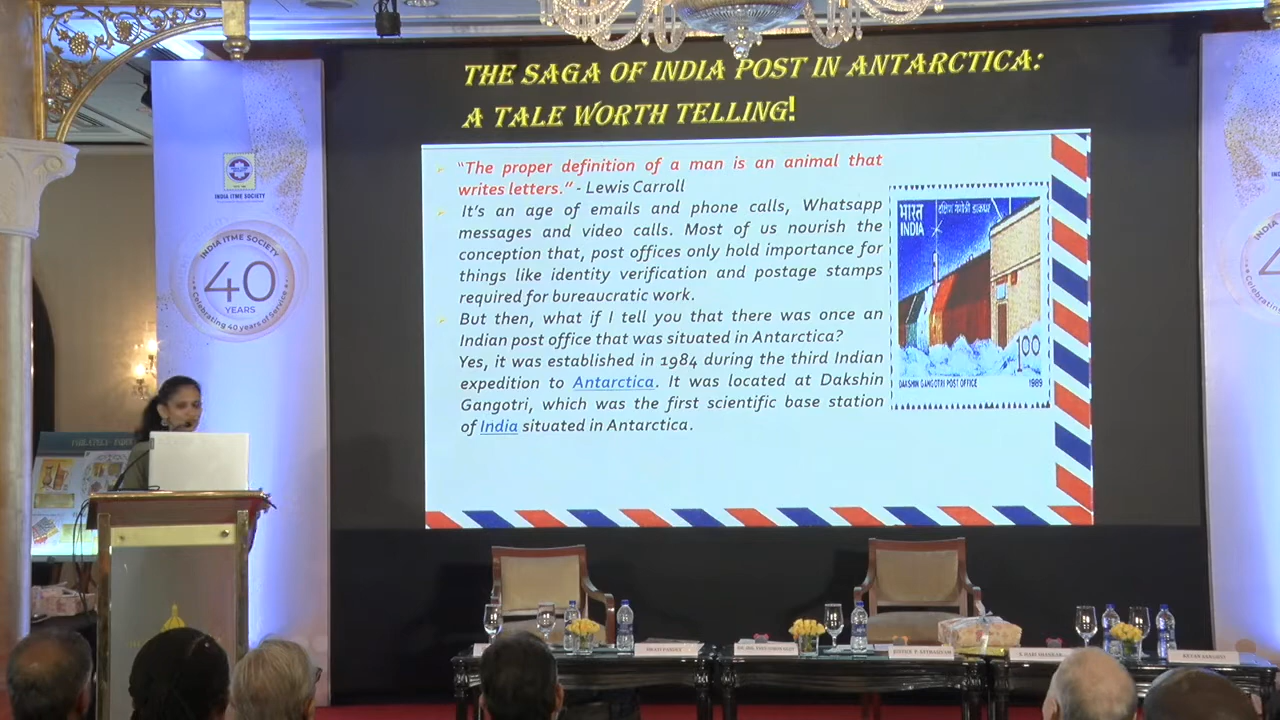 THE SAGA OF INDIA POST IN ANTARCTICA:
A TALE WORTH TELLING!
"The proper definition of a man is an animal that
writes letters." - Lewis Carroll
It's an age of emails and phone calls, Whatsapp
messages and video calls. Most of us nourish the
conception that, post offices only hold importance for
things like identity verification and postage stamps
required for bureaucratic work.
But then, what if I tell you that there was once an
Indian post office that was situated in Antarctica?
Yes, it was established in 1984 during the third Indian
expedition to Antarctica. It was located at Dakshin
Gangotri, which was the first scientific base station
of India situated in Antarctica.
भारत दक्षिण गंगोत्री डाकघर
INDIA
100
DAKSHIN GANGOTRI POST OFFICE 1989
INDIA ITME SOCIETY
INDIA ITME SOCIETY
40
YEARS
Celebrating 40 years of Service